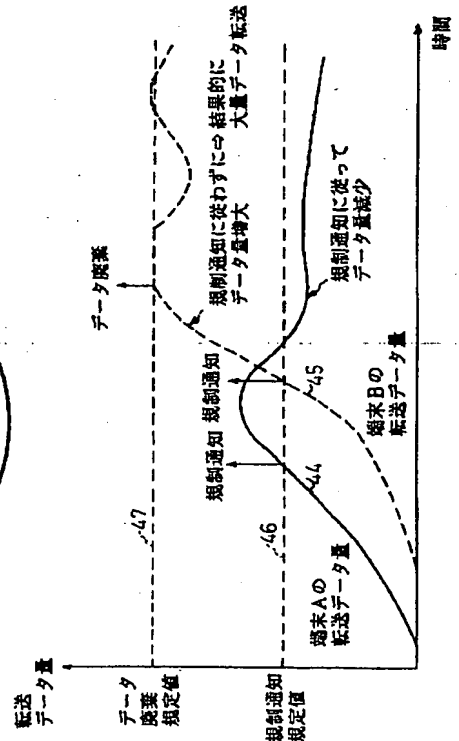 転送
データ量
データ
廃棄
規定値
規制通知
規定値
47
46
データ廃棄
規制通知 規制通知
規制通知に従わずに⇨結果的に
データ量増大 大量データ転送
44
45
端末Aの
転送データ量
端末Bの
転送データ量
規制通知に従って
データ量減少
時間